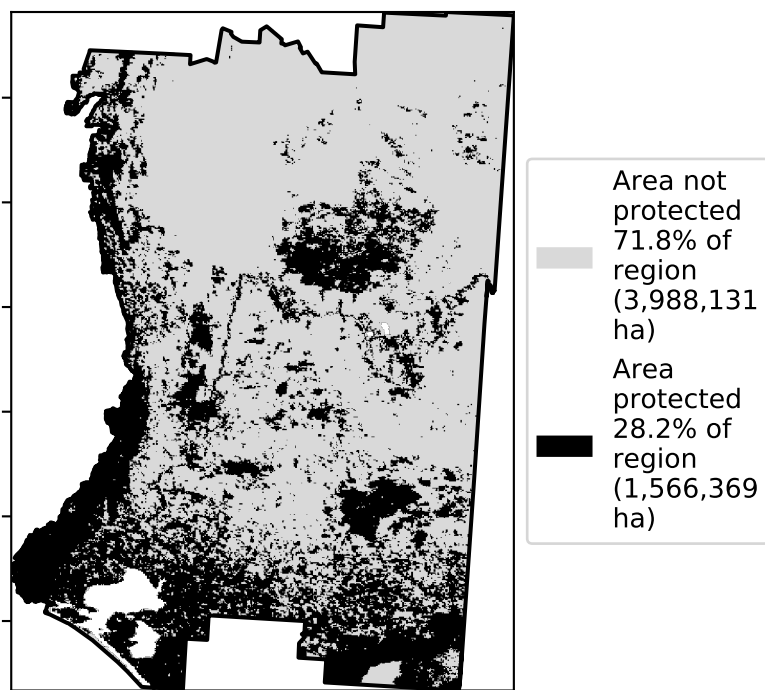 Area not
protected
71.8% of
region
(3,988,131
ha)
Area
protected
28.2% of
region
(1,566,369
ha)